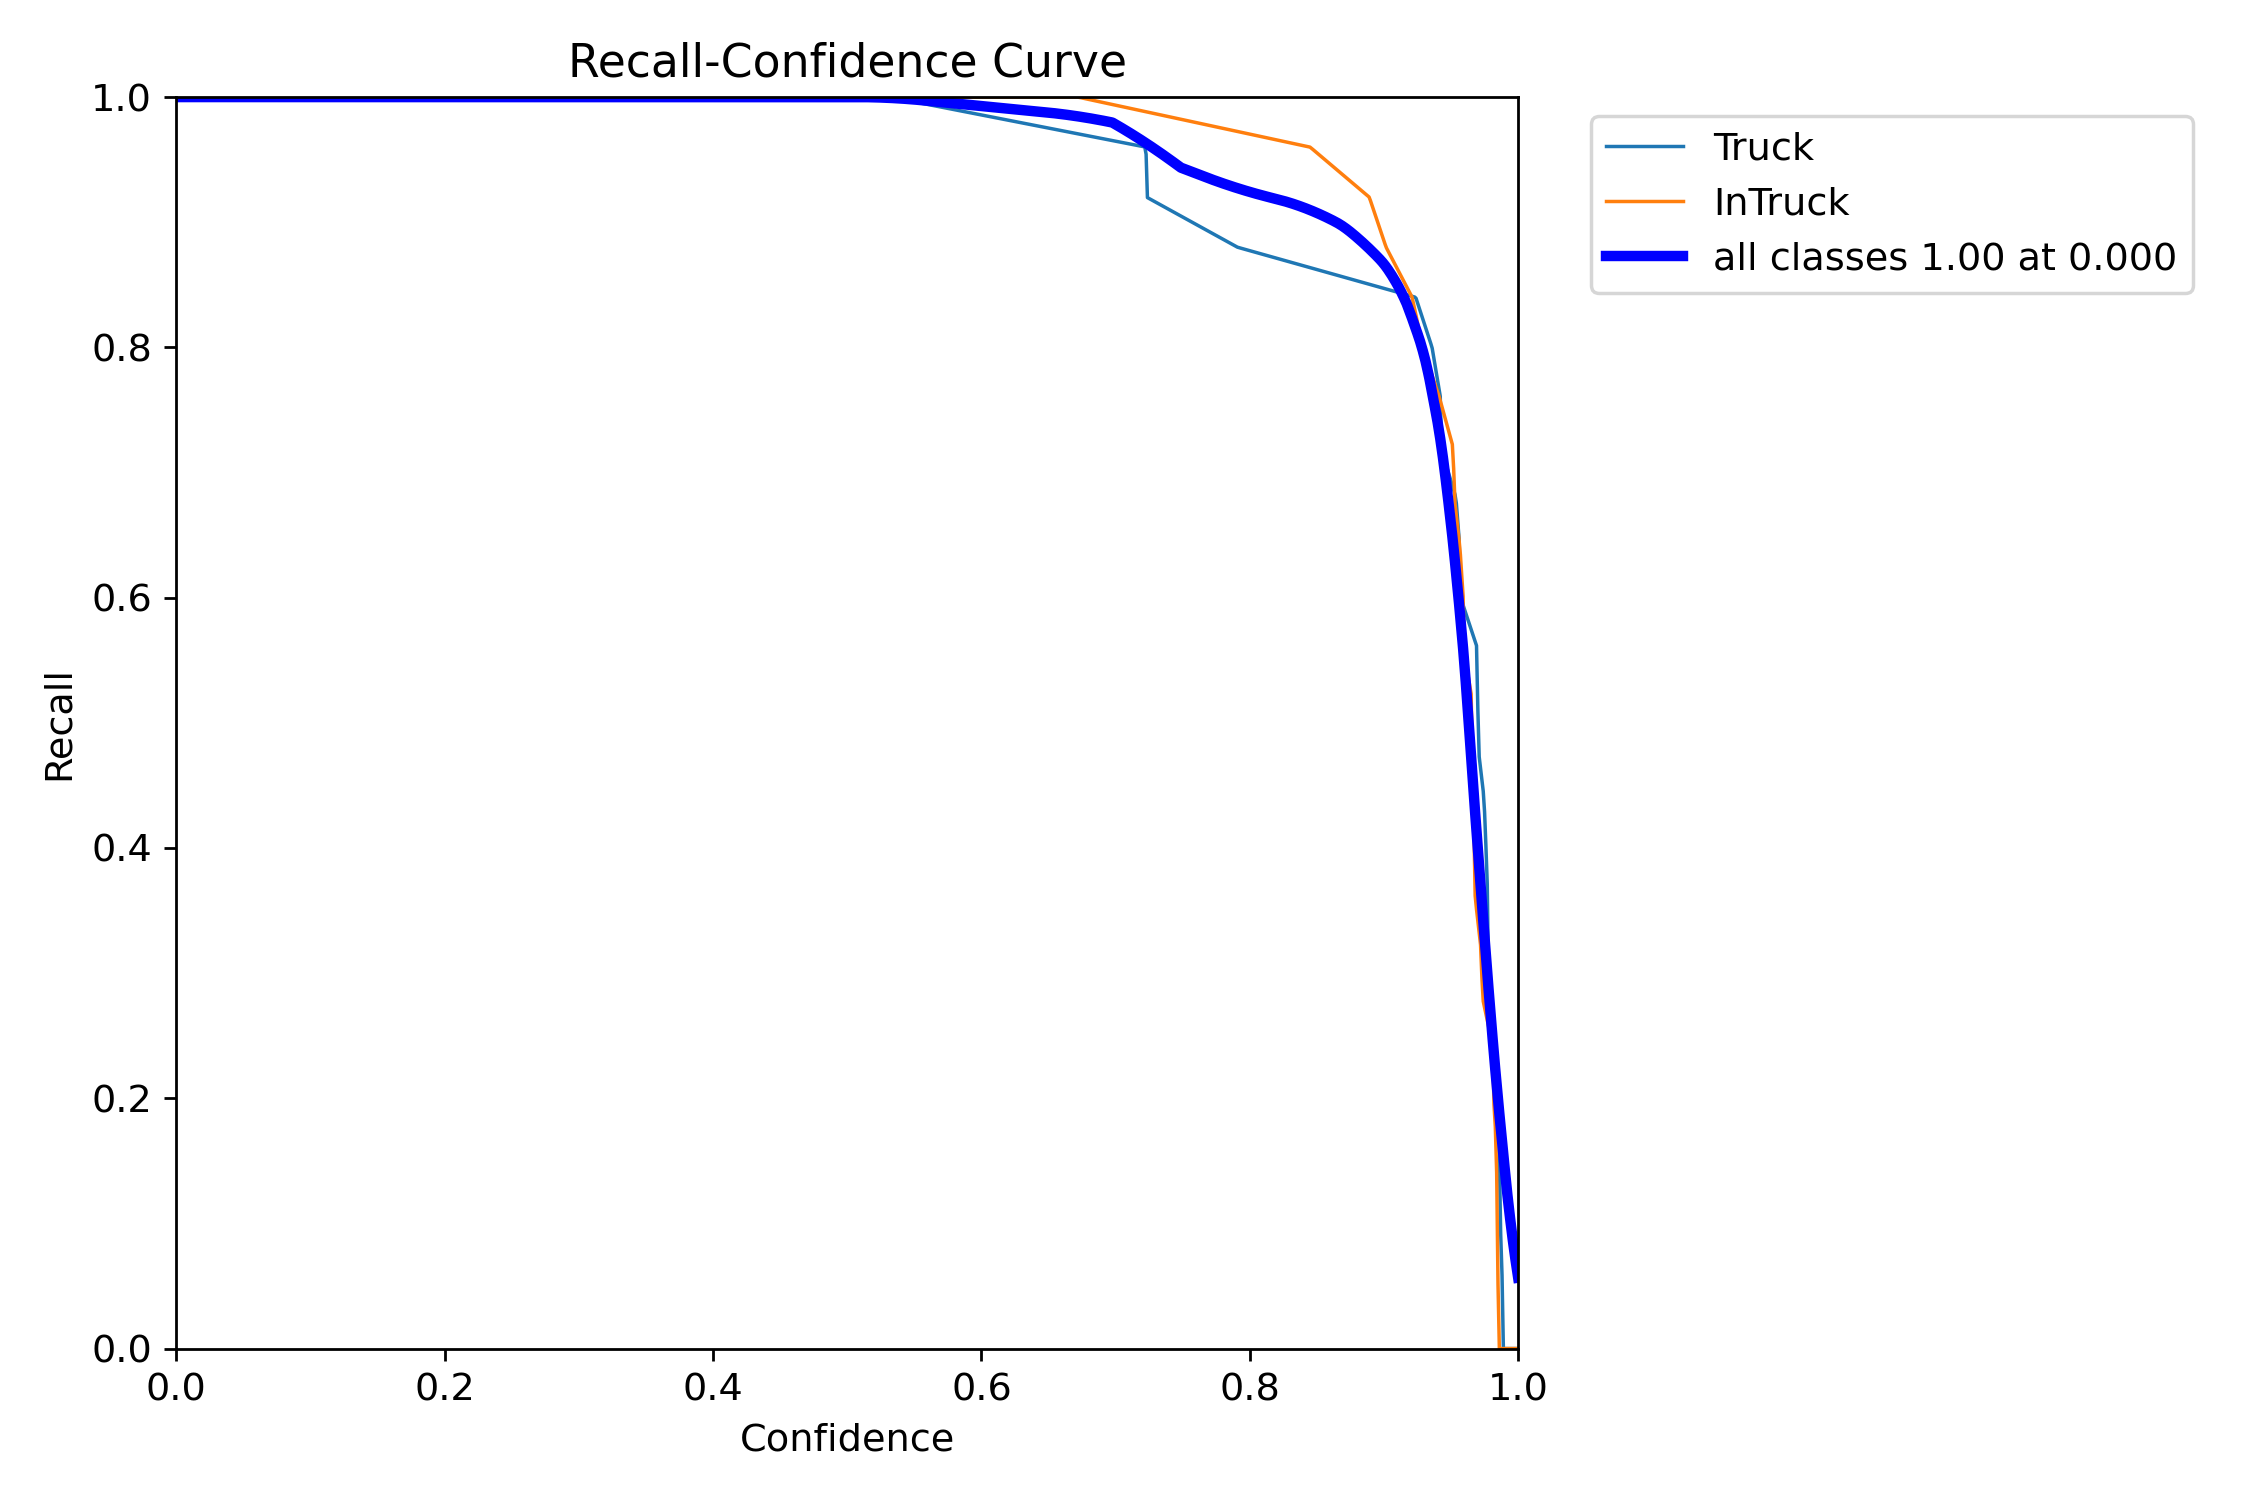 Recall-Confidence Curve
1.0
0.8
0.6
0.4
0.2
0.0
Recall
0.0 0.2 0.4 0.6 0.8 1.0
Confidence
Truck
InTruck
all classes 1.00 at 0.000